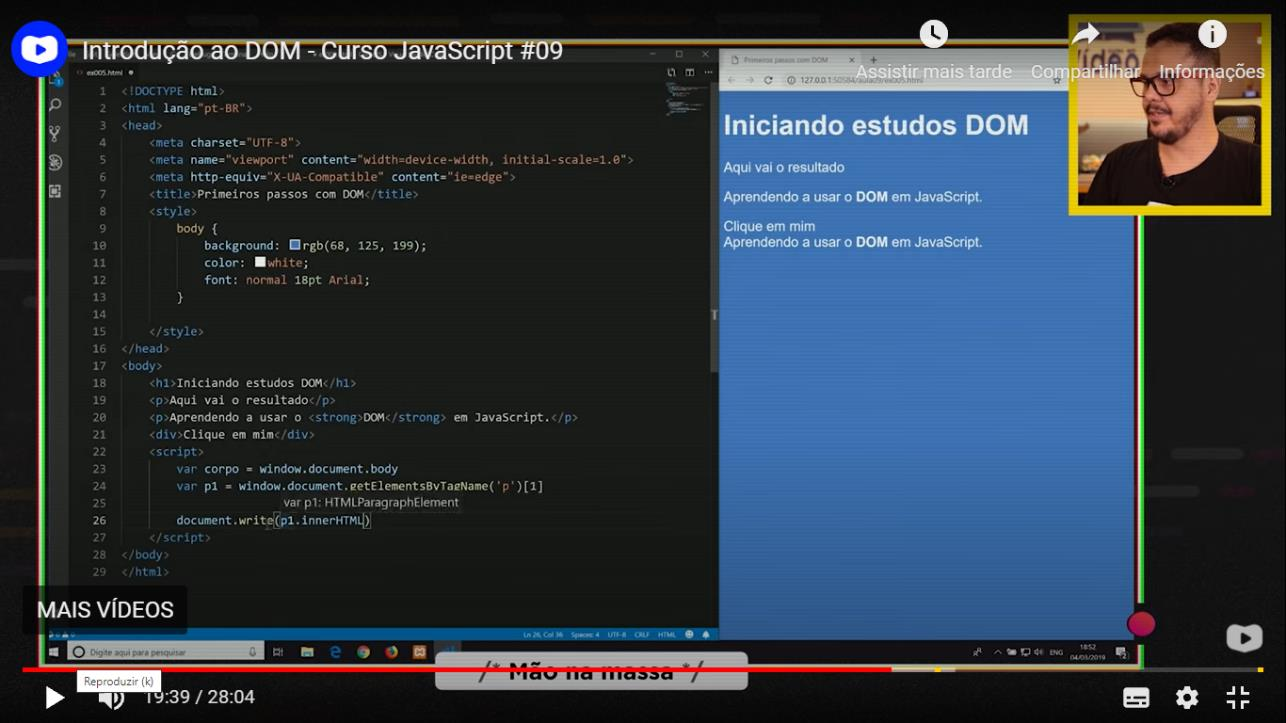 Introdução ao DOM - Curso JavaScript #09
Assistir mais tarde
Compartilhar
Informações
ex005.html
1 <!DOCTYPE html>
2 <html lang="pt-BR">
3 <head>
4 <meta charset="UTF-8">
5 <meta name="viewport" content="width=device-width, initial-scale=1.0">
6 <meta http-equiv="X-UA-Compatible" content="ie=edge">
7 <title>Primeiros passos com DOM</title>
8 <style>
9 body {
10 background: rgb(68, 125, 199);
11 color: white;
12 font: normal 18pt Arial;
13 }
14
15 </style>
16 </head>
17 <body>
18 <h1>Iniciando estudos DOM</h1>
19 <p>Aqui vai o resultado</p>
20 <p>Aprendendo a usar o <strong>DOM</strong> em JavaScript.</p>
21 <div>Clique em mim</div>
22 <script>
23 var corpo = window.document.body
24 var p1 = window.document.getElementsByTagName('p')[1]
25 var p1: HTMLParagraphElement
26 document.write(p1.innerHTML)
27 </script>
28 </body>
29 </html>
Ln 26, Col 36 Spaces: 4 UTF-8 CRLF HTML
Primeiros passos com DOM
127.0.0.1:50584/aula09/ex005.html
Iniciando estudos DOM
Aqui vai o resultado
Aprendendo a usar o DOM em JavaScript.
Clique em mim
Aprendendo a usar o DOM em JavaScript.
vídeo
MAIS VÍDEOS
Digite aqui para pesquisar
ENG
18:52
04/03/2019
/* Mão na massa */
Reproduzir (k)
19:39 / 28:04